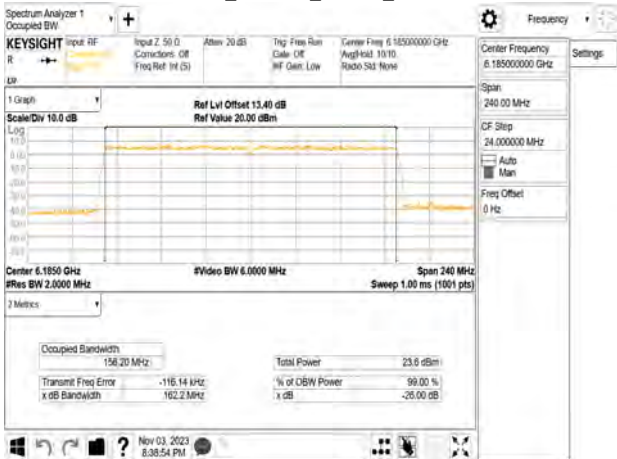 Spectrum Analyzer 1
Occupied BW
+
Frequency
KEYSIGHT
Input: RF
Input Z: 50 Ω
Atten: 20 dB
Trig: Free Run
Center Freq: 6.185000000 GHz
R
Corrections: Off
Gate: Off
Avg|Hold: 10/10
Freq Ref: Int (S)
#IF Gain: Low
Radio Std: None
Center Frequency
6.185000000 GHz
Settings
Span
240.00 MHz
CF Step
24.000000 MHz
Auto
Man
Freq Offset
0 Hz
1 Graph
Scale/Div 10.0 dB
Ref Lvl Offset 13.40 dB
Ref Value 20.00 dBm
Log
10.0
0.00
Center 6.1850 GHz
#Video BW 6.0000 MHz
Span 240 MHz
#Res BW 2.0000 MHz
Sweep 1.00 ms (1001 pts)
2 Metrics
Occupied Bandwidth
156.20 MHz
Total Power
23.6 dBm
Transmit Freq Error
-116.14 kHz
% of OBW Power
99.00 %
x dB Bandwidth
162.2 MHz
x dB
-26.00 dB
?
Nov 03, 2023
8:38:54 PM